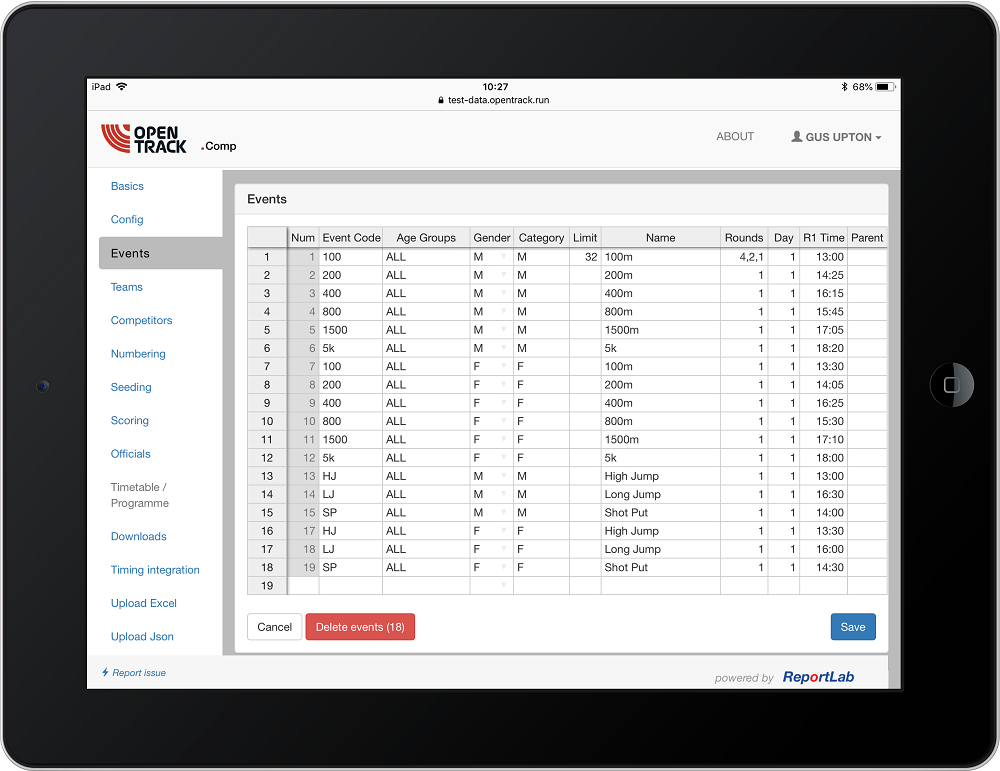 iPad 10:27 68%
test-data.opentrack.run
OPEN TRACK .Comp ABOUT GUS UPTON
Basics
Config
Events
Teams
Competitors
Numbering
Seeding
Scoring
Officials
Timetable /
Programme
Downloads
Timing integration
Upload Excel
Upload Json
Events
Num Event Code Age Groups Gender Category Limit Name Rounds Day R1 Time Parent
1 1 100 ALL M M 32 100m 4,2,1 1 13:00
2 2 200 ALL M M 200m 1 1 14:25
3 3 400 ALL M M 400m 1 1 16:15
4 4 800 ALL M M 800m 1 1 15:45
5 5 1500 ALL M M 1500m 1 1 17:05
6 6 5k ALL M M 5k 1 1 18:20
7 7 100 ALL F F 100m 1 1 13:30
8 8 200 ALL F F 200m 1 1 14:05
9 9 400 ALL F F 400m 1 1 16:25
10 10 800 ALL F F 800m 1 1 15:30
11 11 1500 ALL F F 1500m 1 1 17:10
12 12 5k ALL F F 5k 1 1 18:00
13 13 HJ ALL M M High Jump 1 1 13:00
14 14 LJ ALL M M Long Jump 1 1 16:30
15 15 SP ALL M M Shot Put 1 1 14:00
16 17 HJ ALL F F High Jump 1 1 13:30
17 18 LJ ALL F F Long Jump 1 1 16:00
18 19 SP ALL F F Shot Put 1 1 14:30
19
Cancel Delete events (18) Save
Report issue
powered by ReportLab